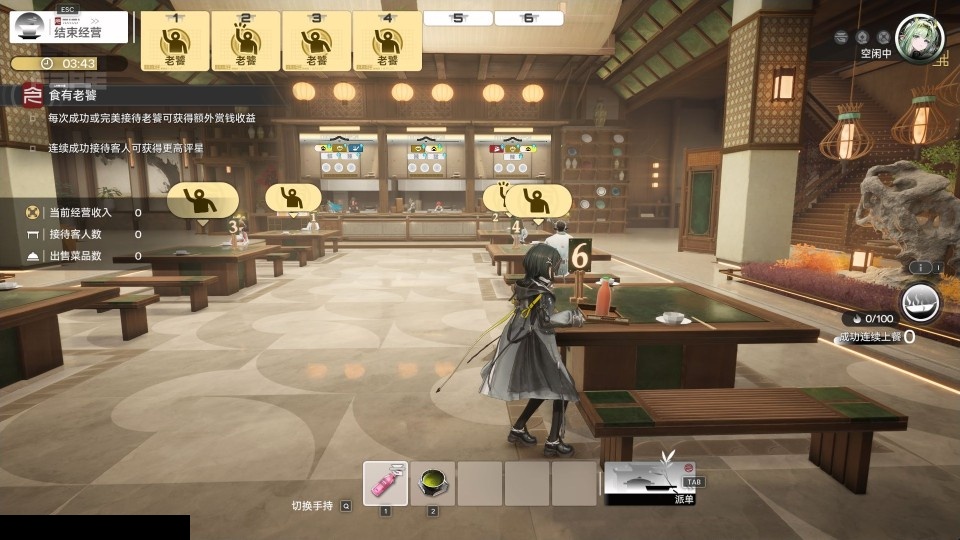 ESC
结束经营
03:43
食有老饕
每次成功或完美接待老饕可获得额外赏钱收益
连续成功接待客人可获得更高评星
当前经营收入 0
接待客人数 0
出售菜品数 0
1 2 3 4 5 6
老饕 老饕 老饕 老饕
空闲中
3
1
2
4
6
0/100
成功连续上餐 0
切换手持 Q
1 2
TAB
派单